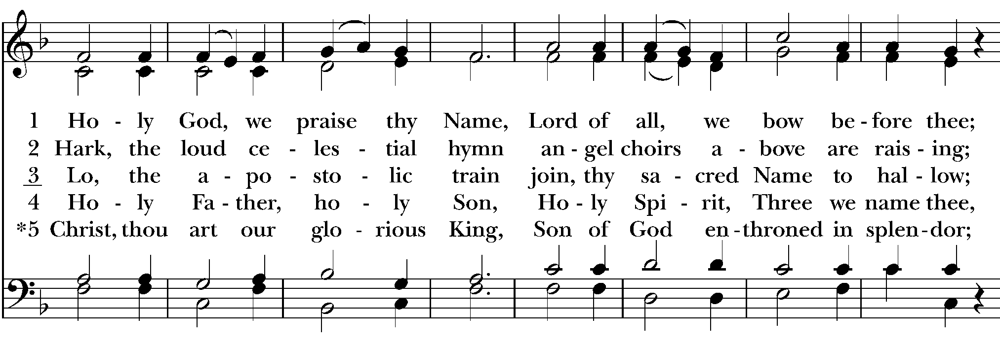 1 Ho - ly God, we praise thy Name, Lord of all, we bow be - fore thee;
2 Hark, the loud ce - les - tial hymn an - gel choirs a - bove are rais - ing;
3 Lo, the a - po - sto - lic train join, thy sa - cred Name to hal - low;
4 Ho - ly Fa - ther, ho - ly Son, Ho - ly Spi - rit, Three we name thee,
*5 Christ, thou art our glo - rious King, Son of God en - throned in splen - dor;